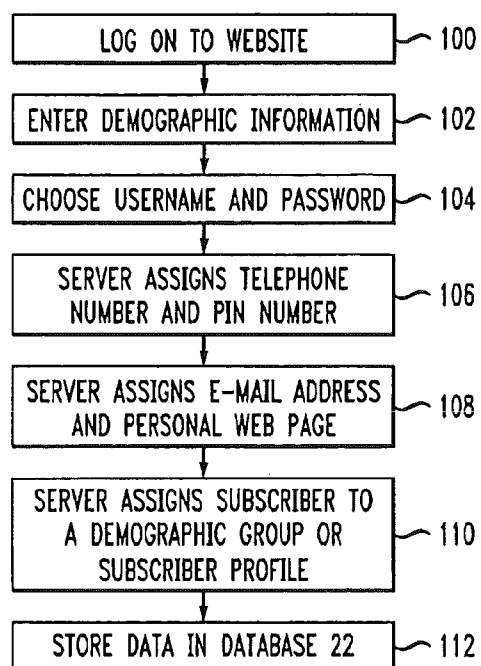 LOG ON TO WEBSITE 100
ENTER DEMOGRAPHIC INFORMATION 102
CHOOSE USERNAME AND PASSWORD 104
SERVER ASSIGNS TELEPHONE
NUMBER AND PIN NUMBER 106
SERVER ASSIGNS E-MAIL ADDRESS
AND PERSONAL WEB PAGE 108
SERVER ASSIGNS SUBSCRIBER TO
A DEMOGRAPHIC GROUP OR 110
SUBSCRIBER PROFILE
STORE DATA IN DATABASE 22 112